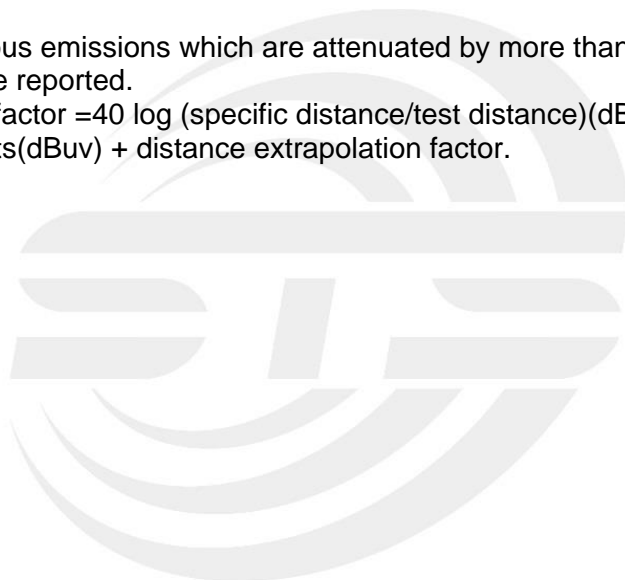 ous emissions which are attenuated by more than
e reported.
factor =40 log (specific distance/test distance)(dB
ts(dBuv) + distance extrapolation factor.
STS